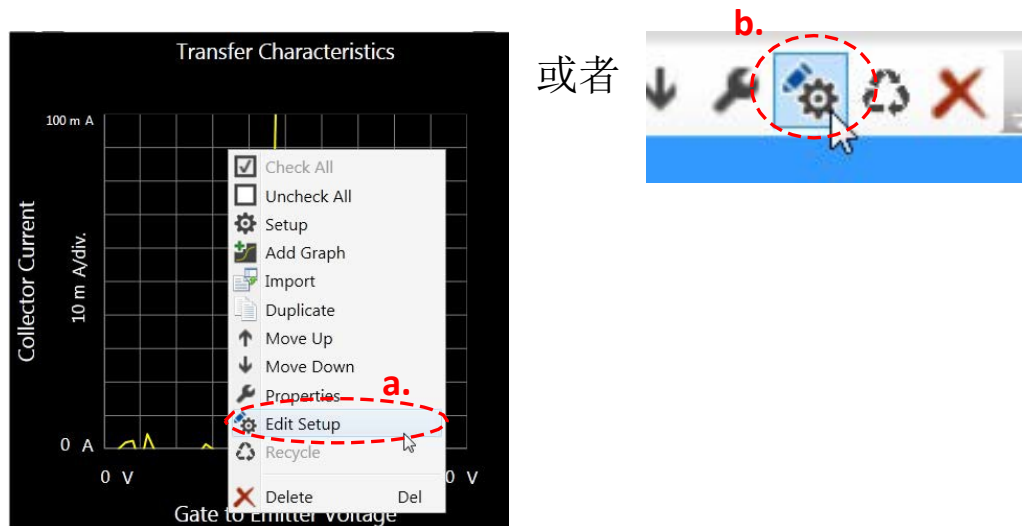 Transfer Characteristics
100 m A
Collector Current
10 m A/div.
0 A
0 V
0 V
Gate to Emitter Voltage
Check All
Uncheck All
Setup
Add Graph
Import
Duplicate
Move Up
Move Down
Properties
a.
Edit Setup
Recycle
Delete Del
或者
b.